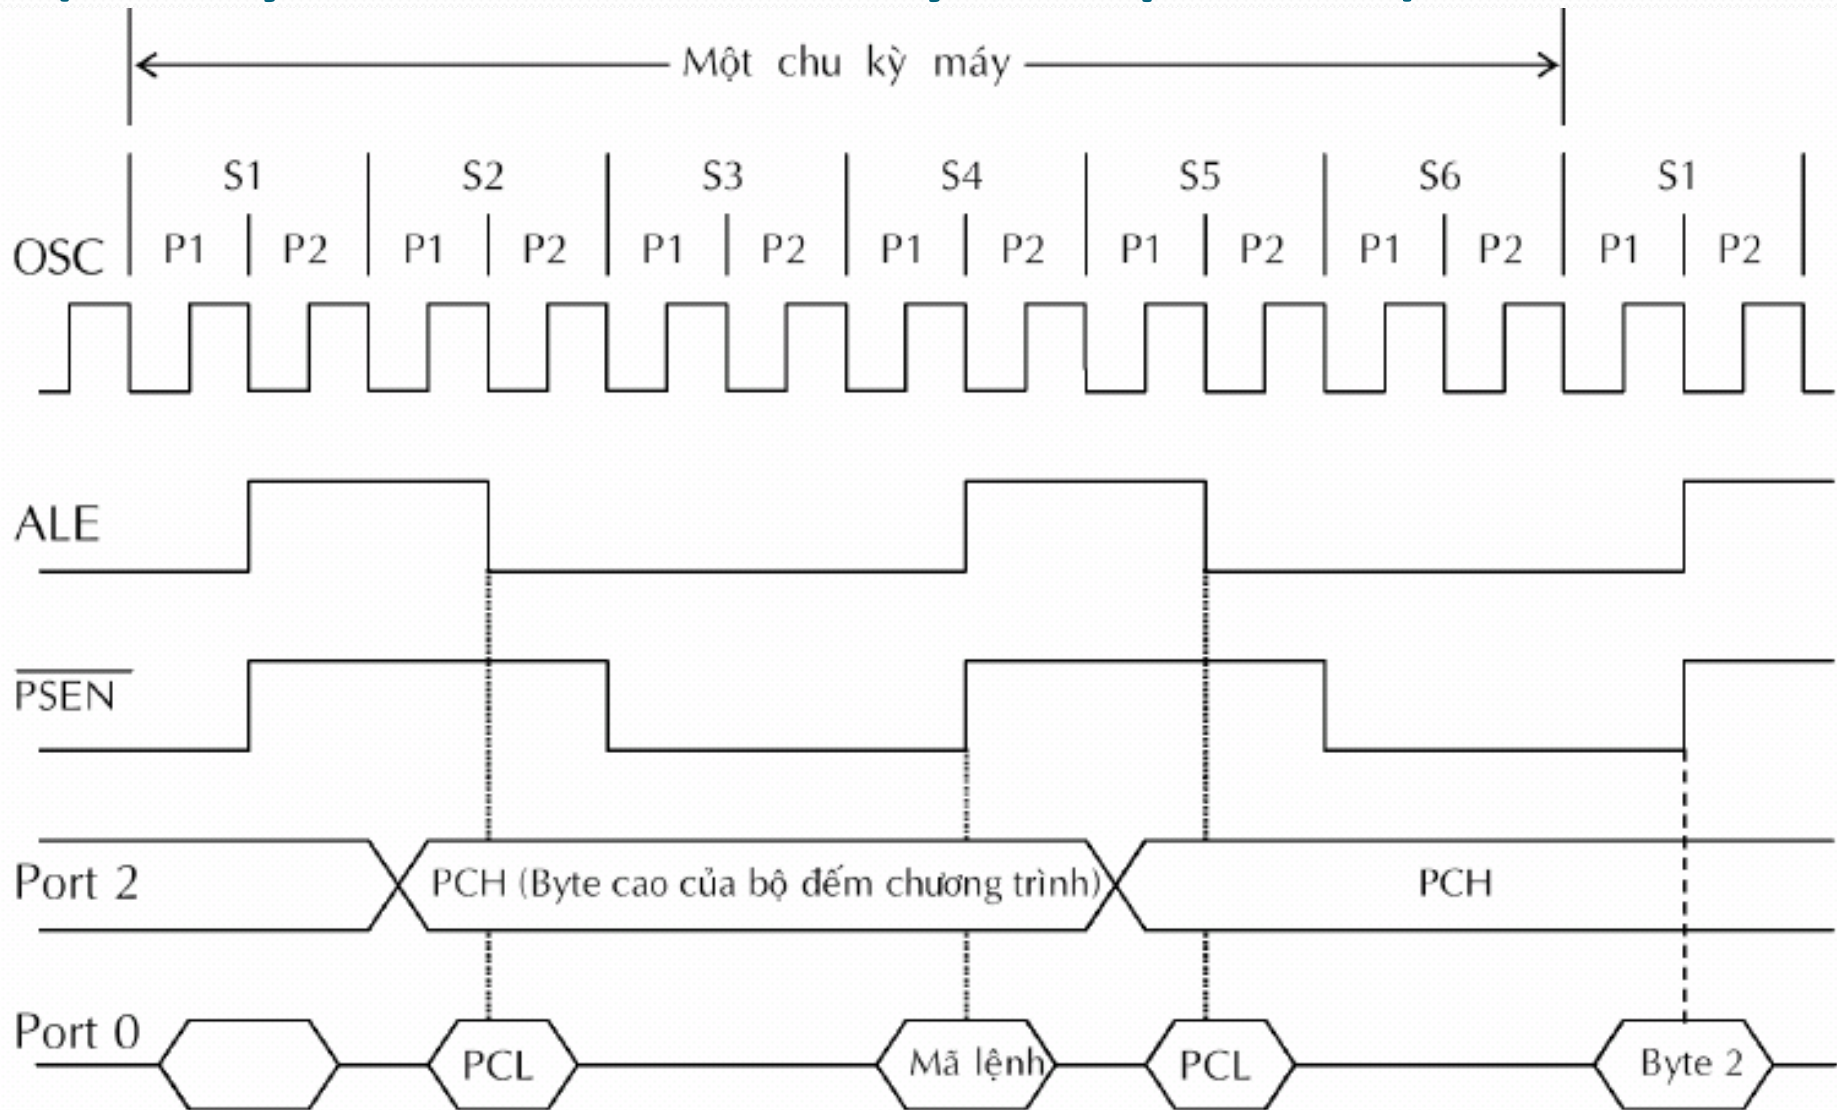 Một chu kỳ máy
S1 S2 S3 S4 S5 S6 S1
OSC P1 P2 P1 P2 P1 P2 P1 P2 P1 P2 P1 P2 P1 P2
ALE
PSEN
Port 2 PCH (Byte cao của bộ đếm chương trình) PCH
Port 0 PCL Mã lệnh PCL Byte 2